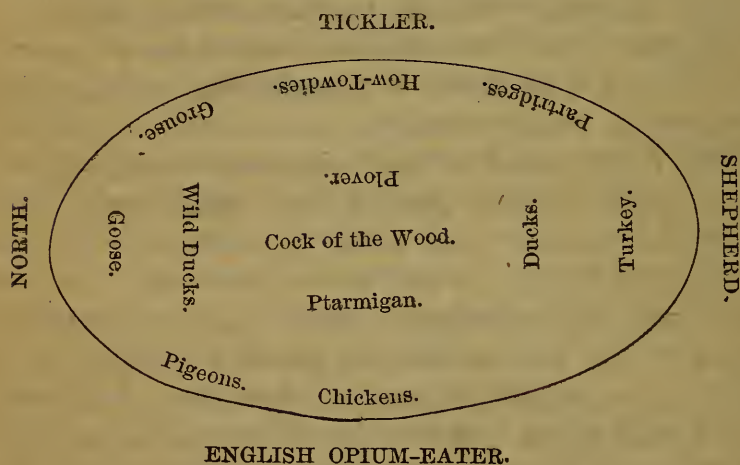 TICKLER.
How-Towdies.
Grouse.
Partridges.
Plover.
NORTH.
Goose.
Wild Ducks.
Cock of the Wood.
Ducks.
Turkey.
SHEPHERD.
Ptarmigan.
Pigeons.
Chickens.
ENGLISH OPIUM-EATER.